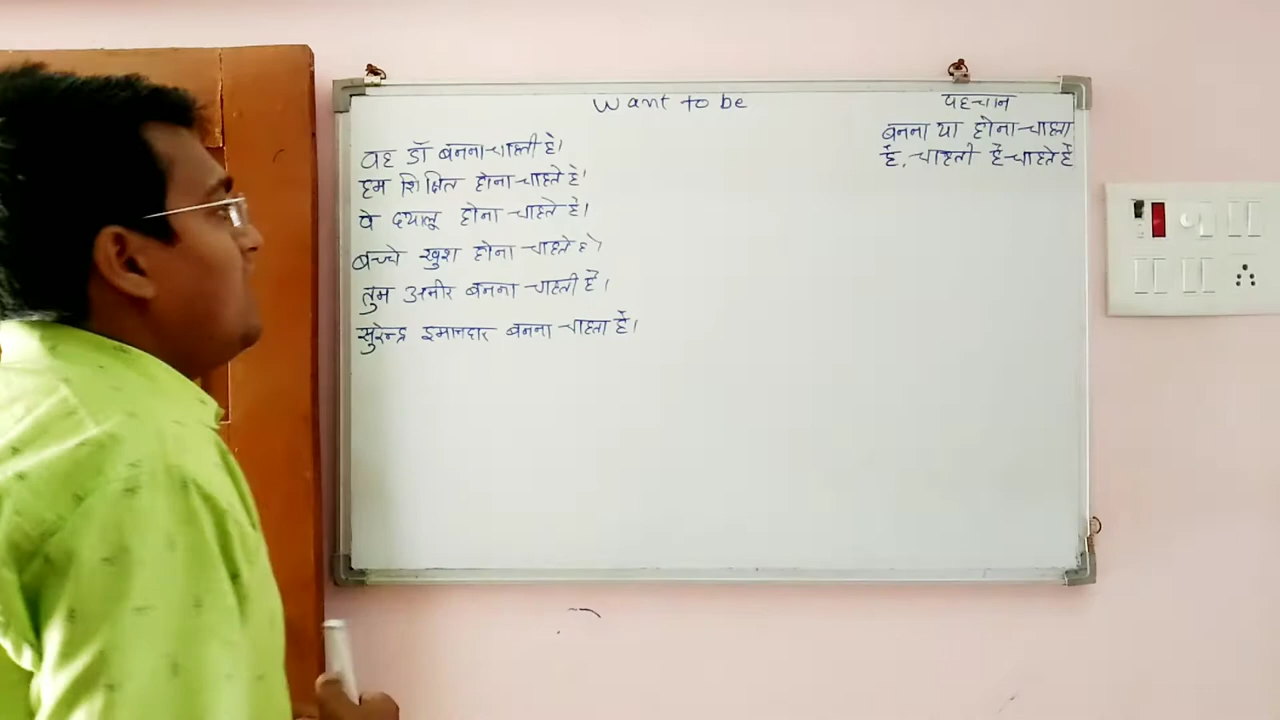 Want to be
पहचान
बनना या होना चाहता
है, चाहती है चाहते हैं
वह डॉ बनना चाहती है।
हम शिक्षित होना चाहते है।
वे दयालू होना चाहते है।
बच्चे खुश होना चाहते है।
तुम अमीर बनना चाहती है।
सुरेन्द्र इमानदार बनना चाहता है।